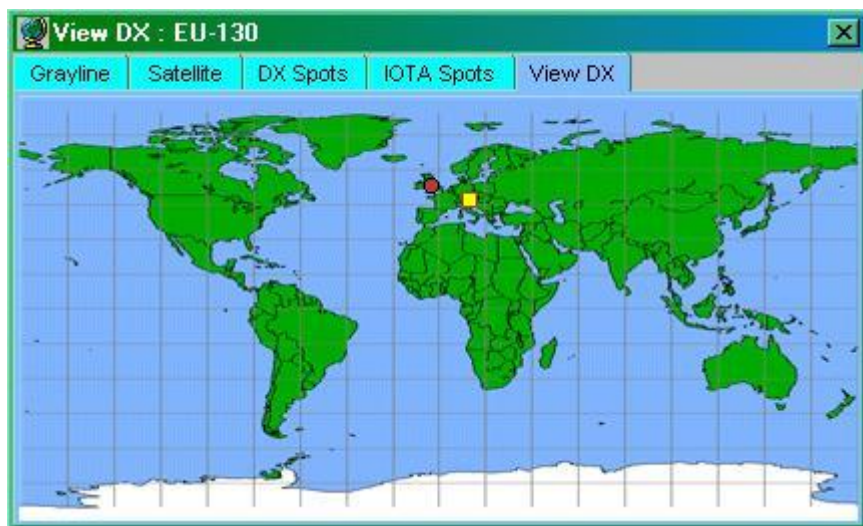 View DX : EU-130
Grayline Satellite DX Spots IOTA Spots View DX